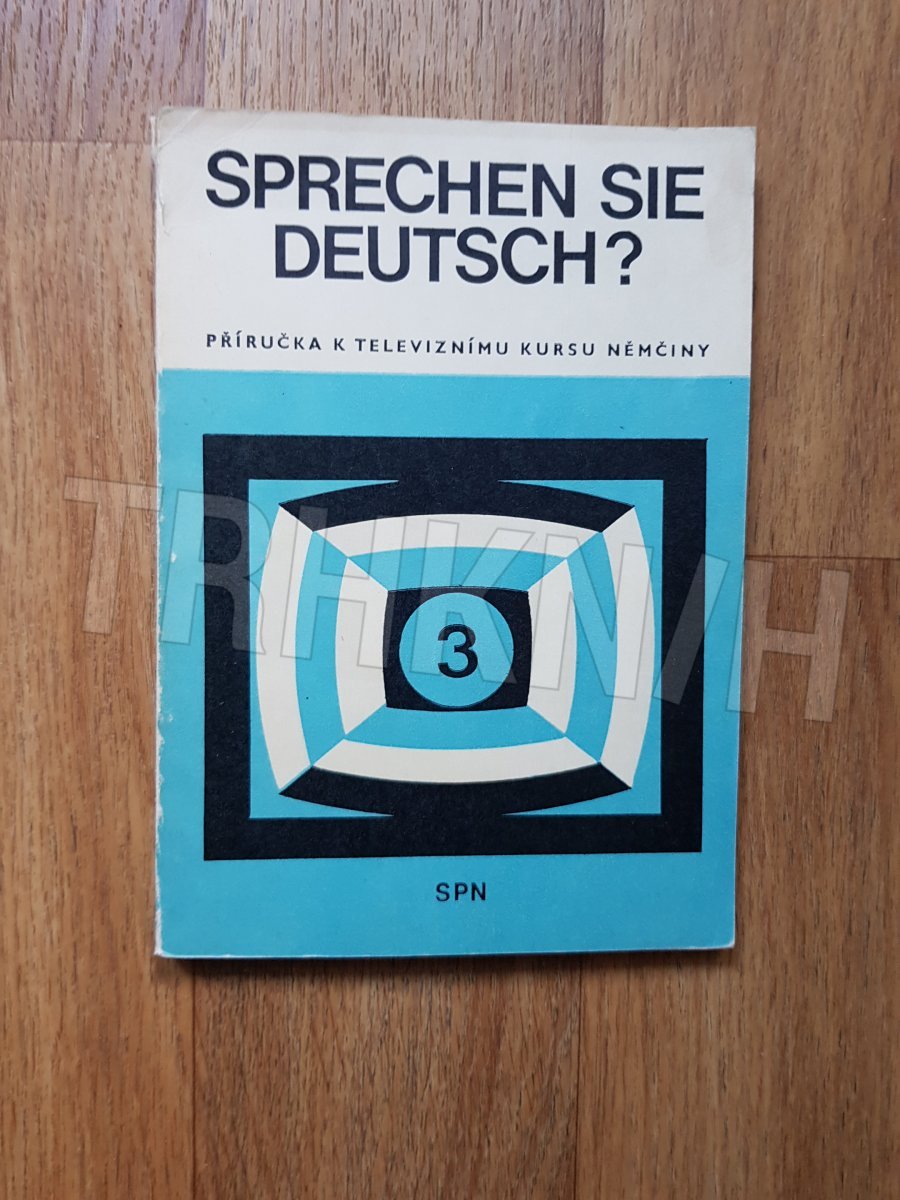 SPRECHEN SIE
DEUTSCH?
PŘÍRUČKA K TELEVIZNÍMU KURSU NĚMČINY
TRHKNIH
3
SPN